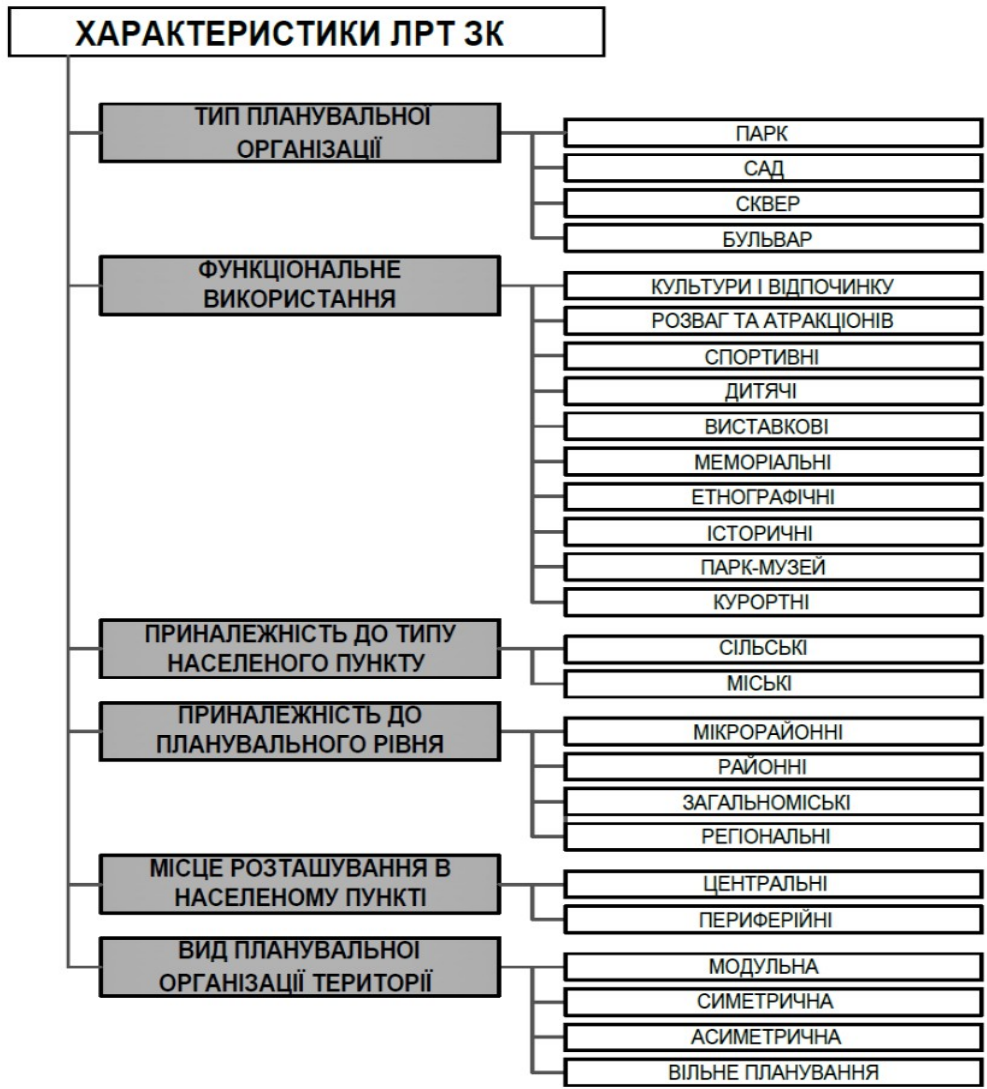 ХАРАКТЕРИСТИКИ ЛРТ ЗК
ТИП ПЛАНУВАЛЬНОЇ
ОРГАНІЗАЦІЇ
ПАРК
САД
СКВЕР
БУЛЬВАР
ФУНКЦІОНАЛЬНЕ
ВИКОРИСТАННЯ
КУЛЬТУРИ І ВІДПОЧИНКУ
РОЗВАГ ТА АТРАКЦІОНІВ
СПОРТИВНІ
ДИТЯЧІ
ВИСТАВКОВІ
МЕМОРІАЛЬНІ
ЕТНОГРАФІЧНІ
ІСТОРИЧНІ
ПАРК-МУЗЕЙ
КУРОРТНІ
ПРИНАЛЕЖНІСТЬ ДО ТИПУ
НАСЕЛЕНОГО ПУНКТУ
СІЛЬСЬКІ
МІСЬКІ
ПРИНАЛЕЖНІСТЬ ДО
ПЛАНУВАЛЬНОГО РІВНЯ
МІКРОРАЙОННІ
РАЙОННІ
ЗАГАЛЬНОМІСЬКІ
РЕГІОНАЛЬНІ
МІСЦЕ РОЗТАШУВАННЯ В
НАСЕЛЕНОМУ ПУНКТІ
ЦЕНТРАЛЬНІ
ПЕРИФЕРІЙНІ
ВИД ПЛАНУВАЛЬНОЇ
ОРГАНІЗАЦІЇ ТЕРИТОРІЇ
МОДУЛЬНА
СИМЕТРИЧНА
АСИМЕТРИЧНА
ВІЛЬНЕ ПЛАНУВАННЯ